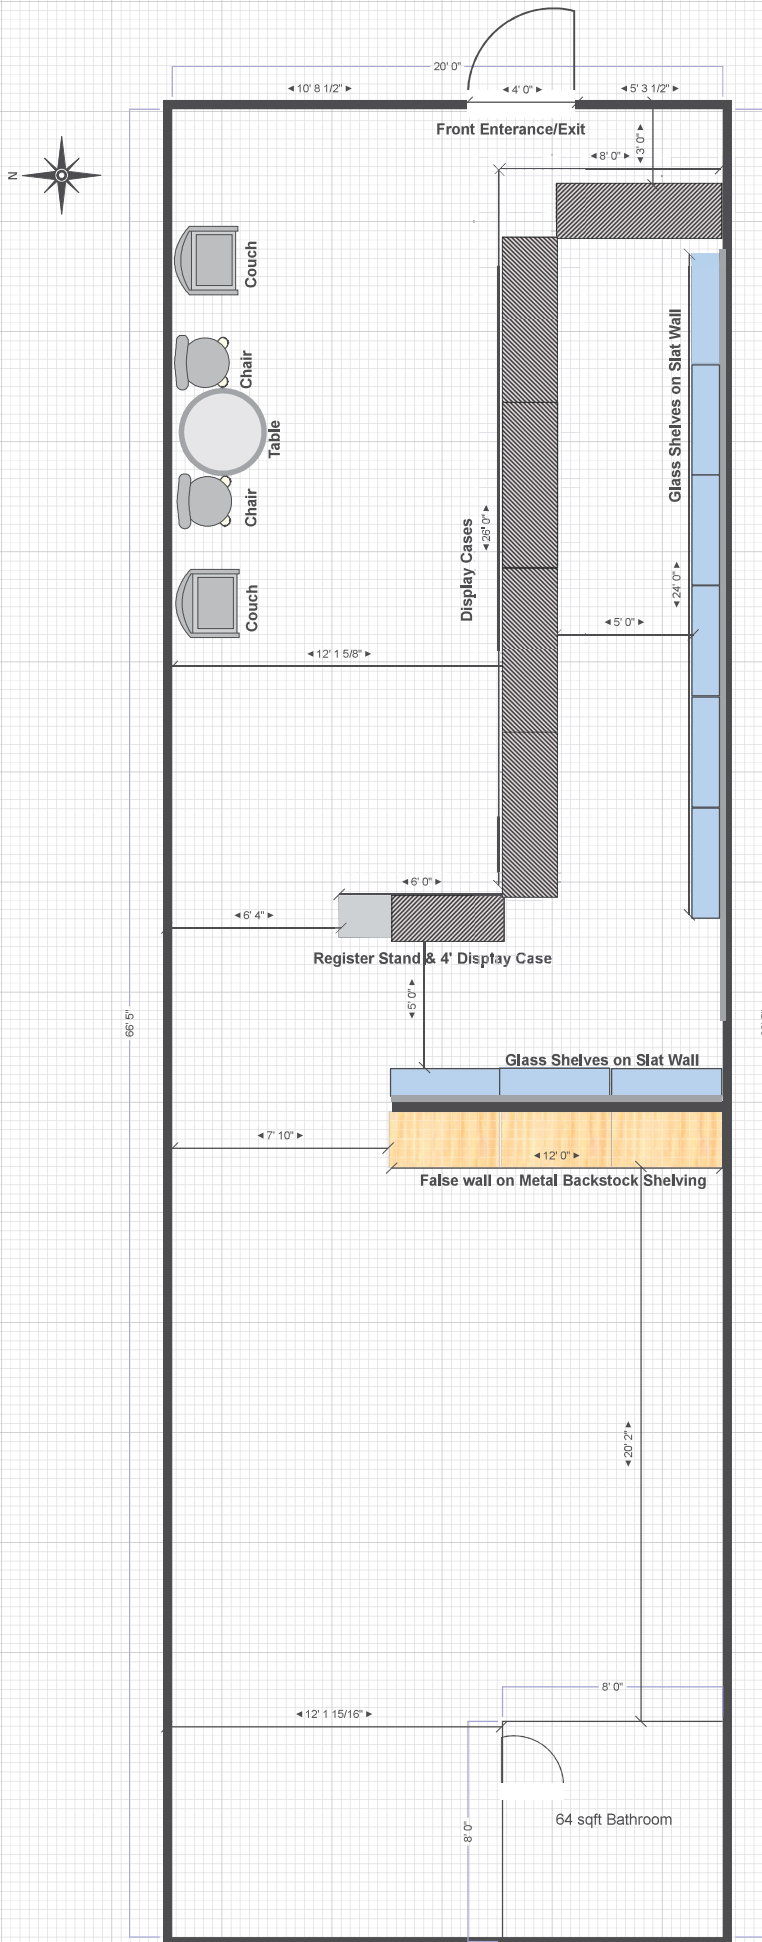 20' 0"
10' 8 1/2"
4' 0"
5' 3 1/2"
Front Enterance/Exit
3' 0"
8' 0"
N
Couch
Glass Shelves on Slat Wall
Chair
Table
Chair
Display Cases
26' 0"
24' 0"
Couch
5' 0"
12' 1 5/8"
6' 0"
6' 4"
Register Stand & 4' Display Case
5' 0"
66' 5"
Glass Shelves on Slat Wall
7' 10"
12' 0"
False wall on Metal Backstock Shelving
20' 2"
8' 0"
12' 1 15/16"
64 sqft Bathroom
8' 0"